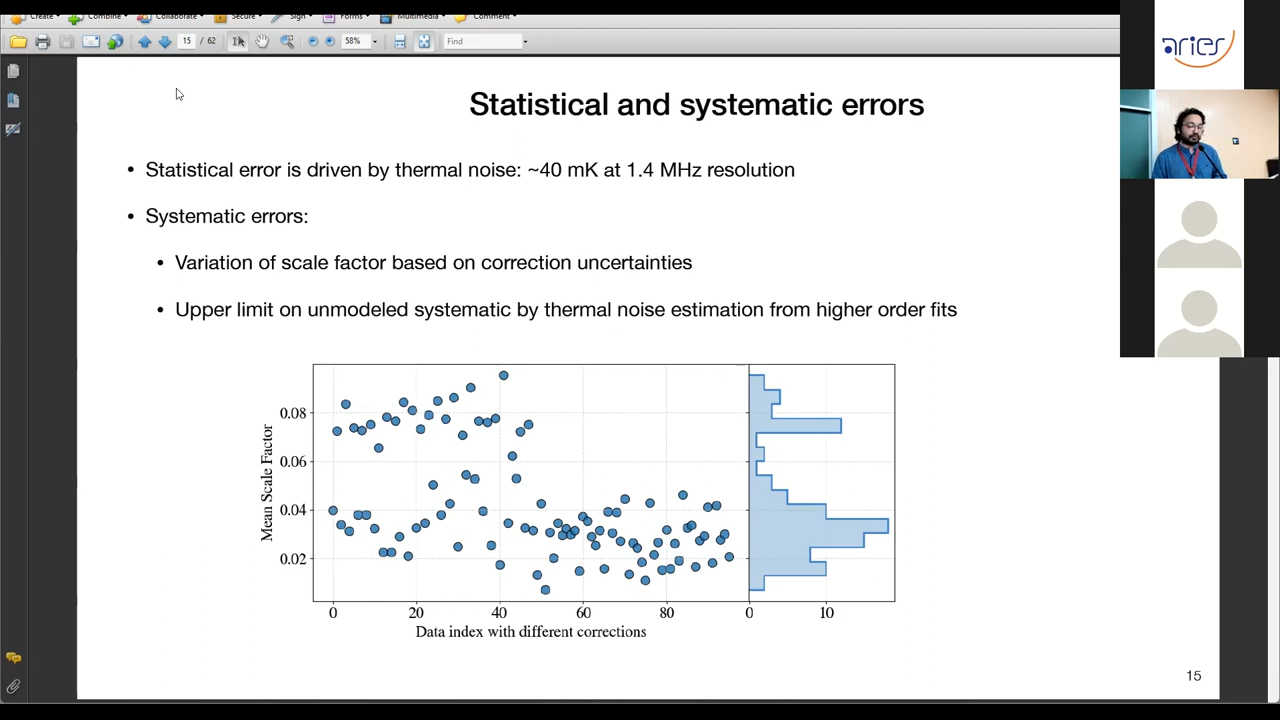 Create
Combine
Collaborate
Secure
Sign
Forms
Multimedia
Comment
15 / 62
58%
Find
aries
Statistical and systematic errors
• Statistical error is driven by thermal noise: ~40 mK at 1.4 MHz resolution
• Systematic errors:
• Variation of scale factor based on correction uncertainties
• Upper limit on unmodeled systematic by thermal noise estimation from higher order fits
0.08
0.06
0.04
0.02
Mean Scale Factor
0 20 40 60 80 0 10
Data index with different corrections
15